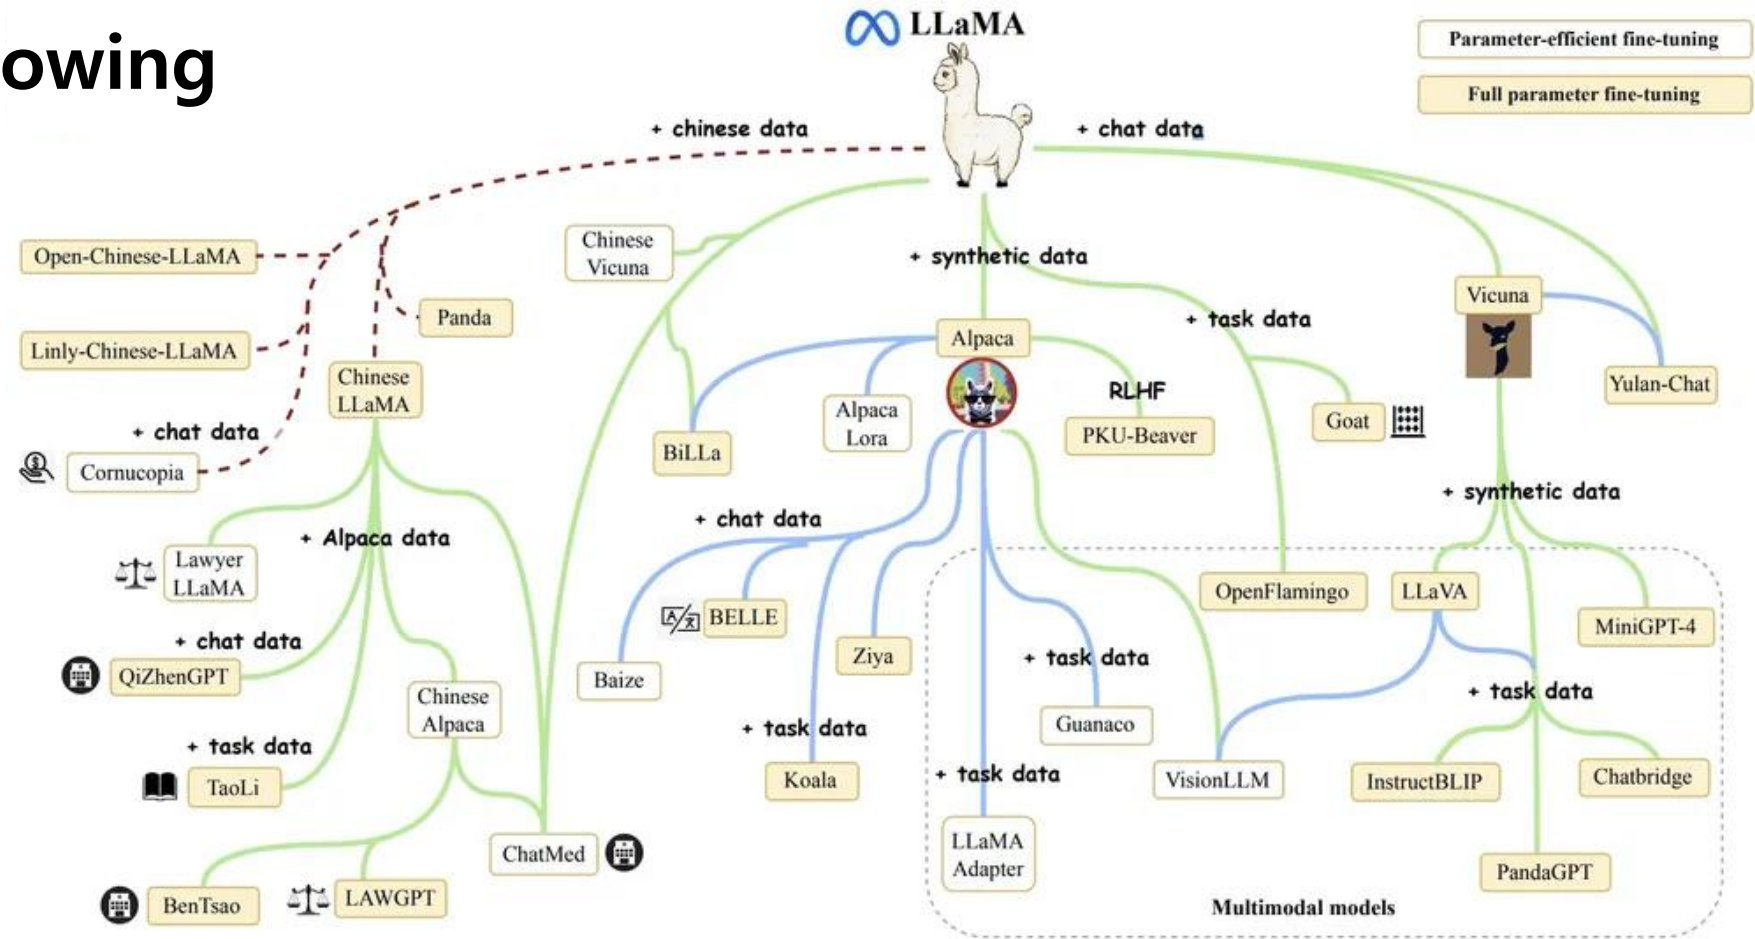 owing
LLaMA
Parameter-efficient fine-tuning
Full parameter fine-tuning
+ chinese data
+ chat data
Open-Chinese-LLaMA
Linly-Chinese-LLaMA
Panda
Chinese
LLaMA
+ chat data
Cornucopia
Chinese
Vicuna
+ synthetic data
Alpaca
+ task data
Vicuna
Yulan-Chat
Goat
RLHF
PKU-Beaver
Alpaca
Lora
BiLLa
+ Alpaca data
Lawyer
LLaMA
+ chat data
QiZhenGPT
Chinese
Alpaca
+ task data
TaoLi
ChatMed
BenTsao
LAWGPT
+ chat data
BELLE
Baize
Ziya
+ task data
Koala
+ synthetic data
OpenFlamingo
LLaVA
MiniGPT-4
+ task data
Guanaco
+ task data
LLaMA
Adapter
VisionLLM
+ task data
InstructBLIP
Chatbridge
PandaGPT
Multimodal models